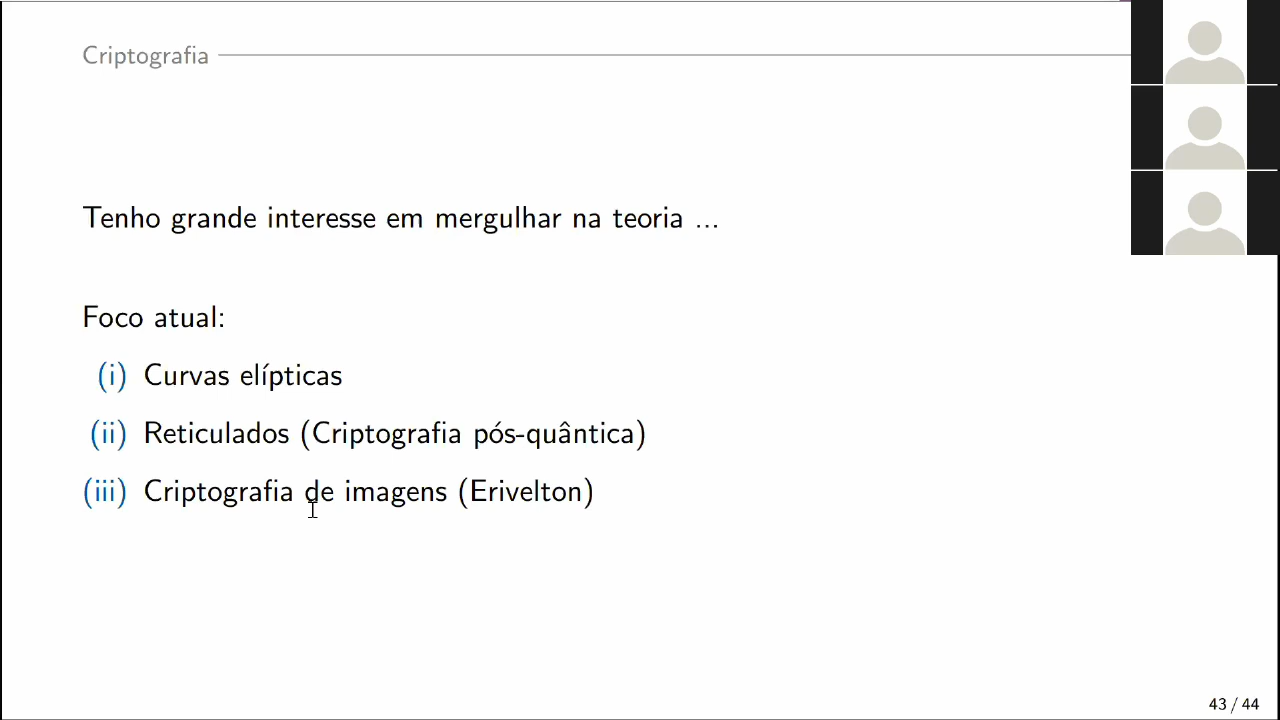 Criptografia
Tenho grande interesse em mergulhar na teoria ...
Foco atual:
(i) Curvas elípticas
(ii) Reticulados (Criptografia pós-quântica)
(iii) Criptografia de imagens (Erivelton)
43 / 44